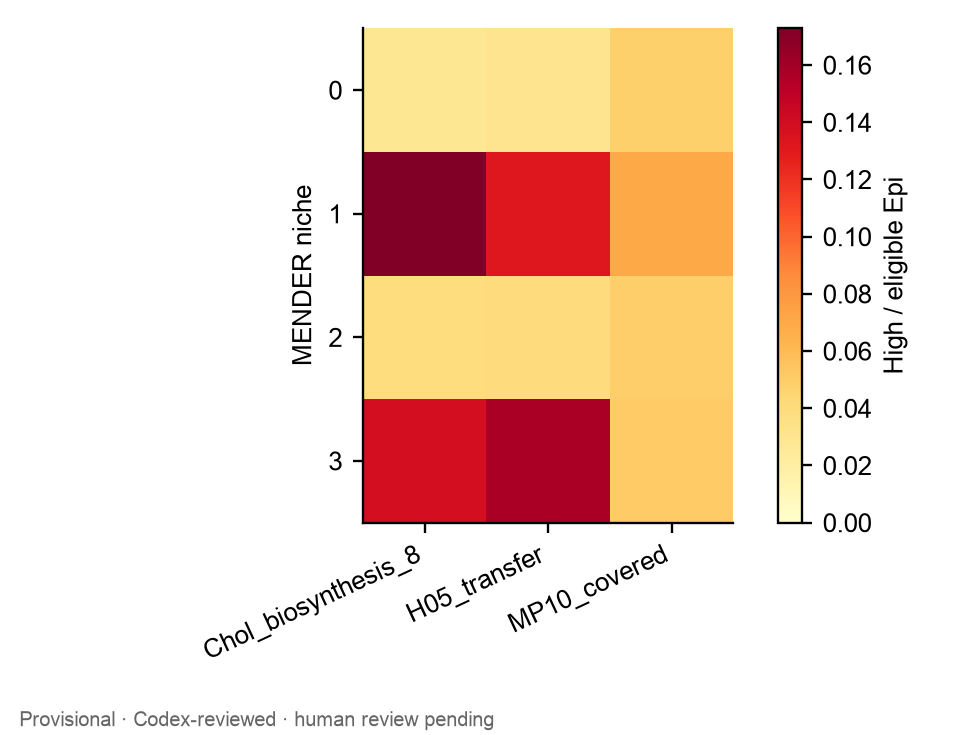 0
1
2
3
MENDER niche
Chol_biosynthesis_8
H05_transfer
MP10_covered
0.16
0.14
0.12
0.10
0.08
0.06
0.04
0.02
0.00
High / eligible Epi
Provisional · Codex-reviewed · human review pending